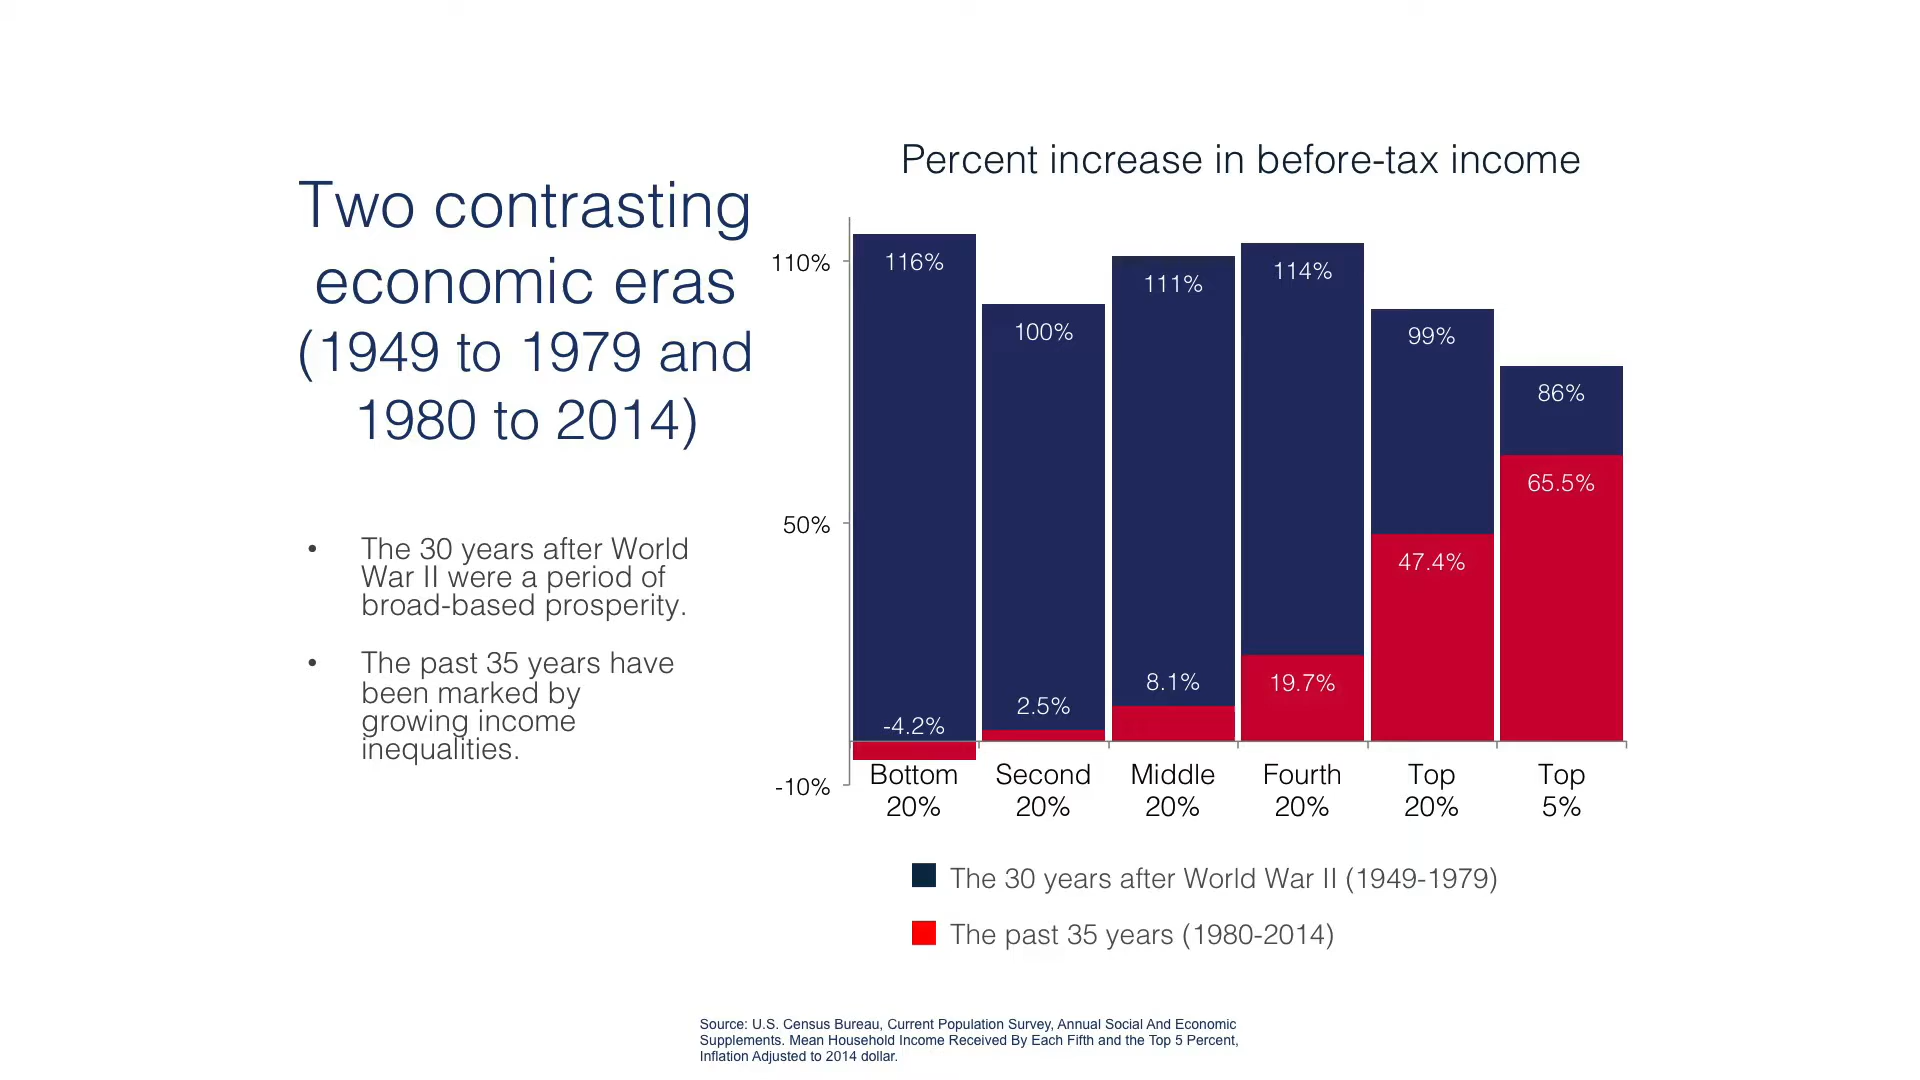 Two contrasting
economic eras
(1949 to 1979 and
1980 to 2014)
• The 30 years after World
War II were a period of
broad-based prosperity.
• The past 35 years have
been marked by
growing income
inequalities.
Percent increase in before-tax income
110%
50%
-10%
116%
100%
111%
114%
99%
86%
-4.2%
2.5%
8.1%
19.7%
47.4%
65.5%
Bottom
20%
Second
20%
Middle
20%
Fourth
20%
Top
20%
Top
5%
The 30 years after World War II (1949-1979)
The past 35 years (1980-2014)
Source: U.S. Census Bureau, Current Population Survey, Annual Social And Economic
Supplements. Mean Household Income Received By Each Fifth and the Top 5 Percent,
Inflation Adjusted to 2014 dollar.